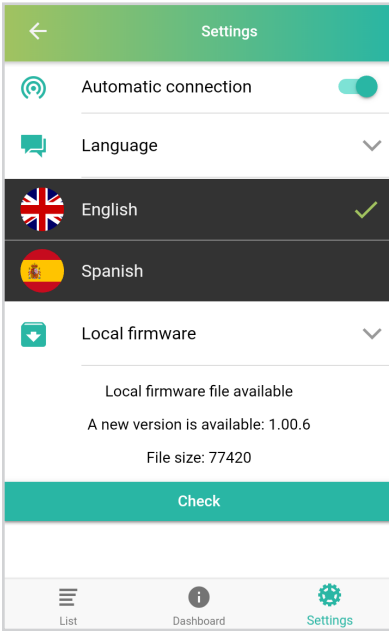 Settings
Automatic connection
Language
English
Spanish
Local firmware
Local firmware file available
A new version is available: 1.00.6
File size: 77420
Check
List
Dashboard
Settings